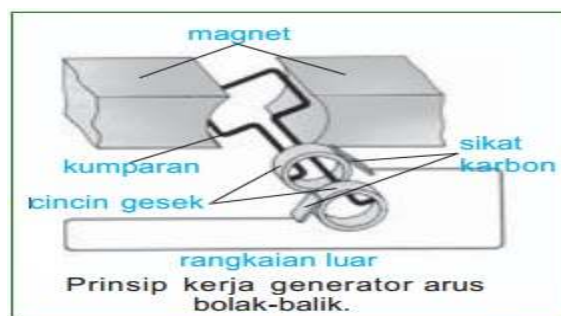 magnet
kumparan
sikat
karbon
cincin gesek
rangkaian luar
Prinsip kerja generator arus
bolak-balik.